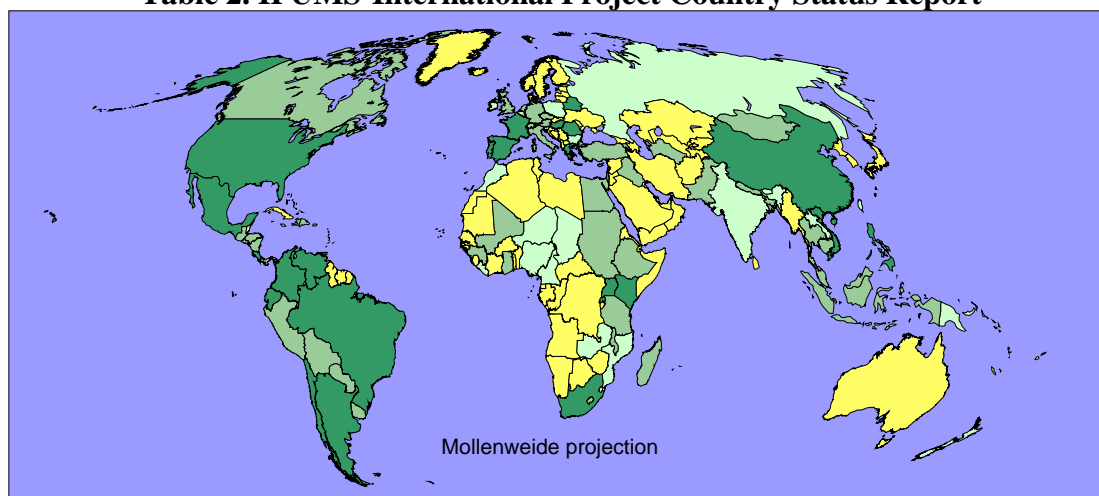 Table 2. IPUMS-International Project Country Status Report
Mollenweide projection